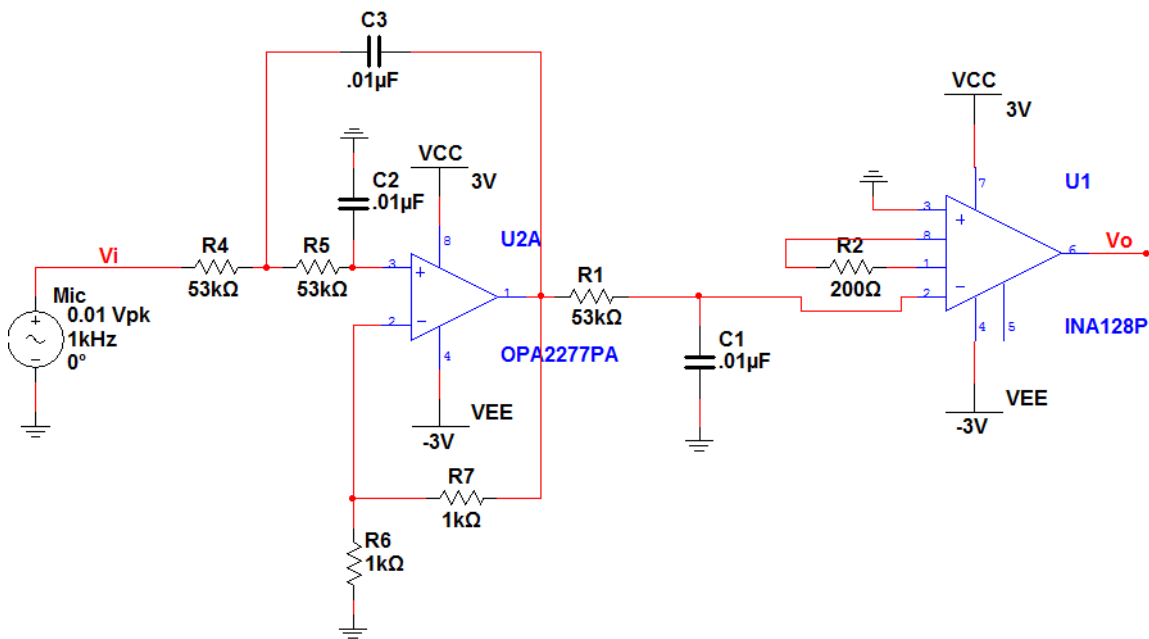 C3
.01µF
VCC
3V
C2
.01µF
8
U2A
Vi
R4
53kΩ
R5
53kΩ
3
+
2
−
1
4
OPA2277PA
VEE
-3V
Mic
0.01 Vpk
1kHz
0°
+
−
R7
1kΩ
R6
1kΩ
R1
53kΩ
C1
.01µF
VCC
3V
7
U1
3
+
8
R2
200Ω
1
−
2
6
Vo
4
5
INA128P
VEE
-3V